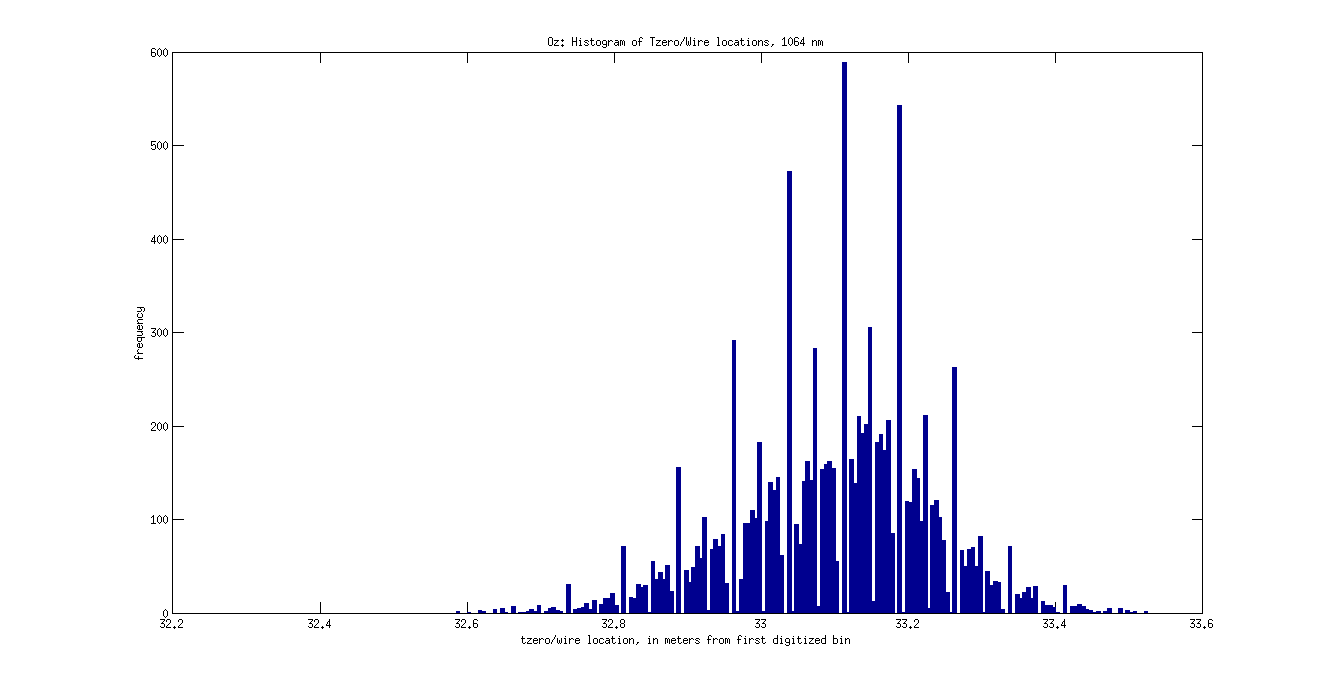 Oz: Histogram of Tzero/Wire locations, 1064 nm
600
500
400
300
200
100
0
frequency
32.2 32.4 32.6 32.8 33 33.2 33.4 33.6
tzero/wire location, in meters from first digitized bin